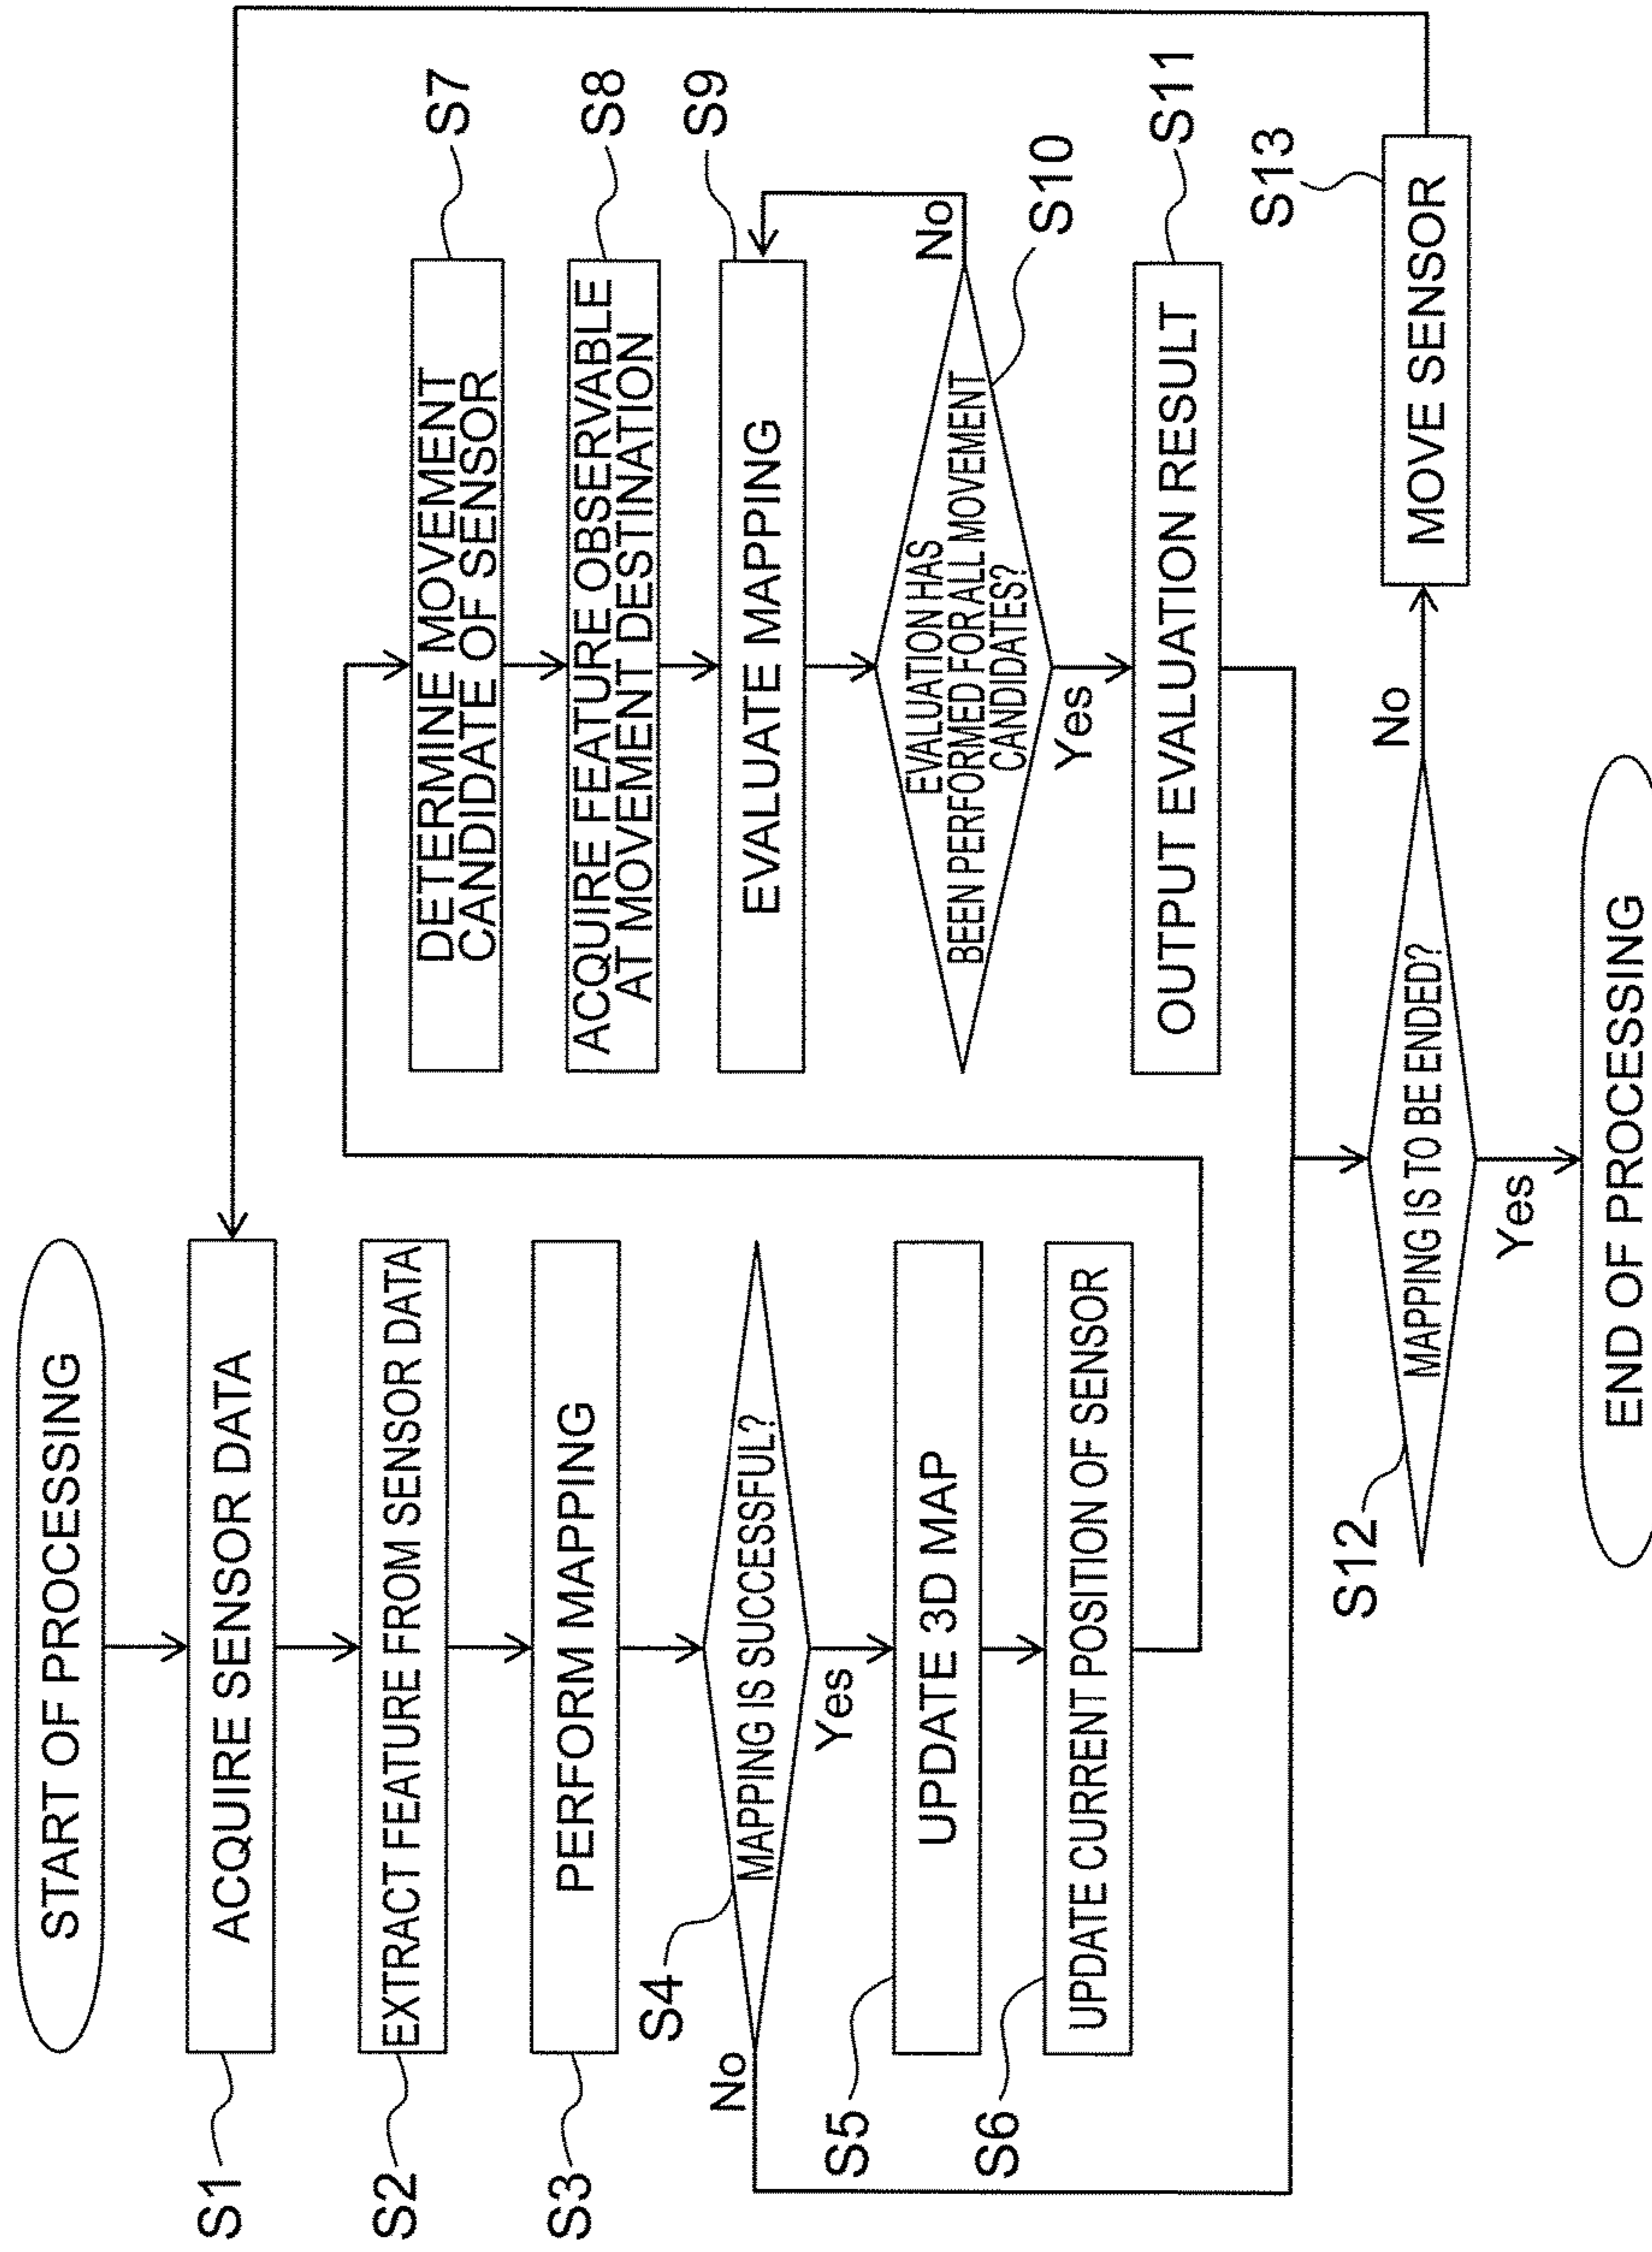 START OF PROCESSING
S1
ACQUIRE SENSOR DATA
S2
EXTRACT FEATURE FROM SENSOR DATA
S3
PERFORM MAPPING
S4
MAPPING IS SUCCESSFUL?
No
Yes
S5
UPDATE 3D MAP
S6
UPDATE CURRENT POSITION OF SENSOR
DETERMINE MOVEMENT
CANDIDATE OF SENSOR
S7
ACQUIRE FEATURE OBSERVABLE
AT MOVEMENT DESTINATION
S8
EVALUATE MAPPING
S9
EVALUATION HAS
BEEN PERFORMED FOR ALL MOVEMENT
CANDIDATES?
No
S10
Yes
OUTPUT EVALUATION RESULT
S11
S12
MAPPING IS TO BE ENDED?
No
MOVE SENSOR
S13
Yes
END OF PROCESSING